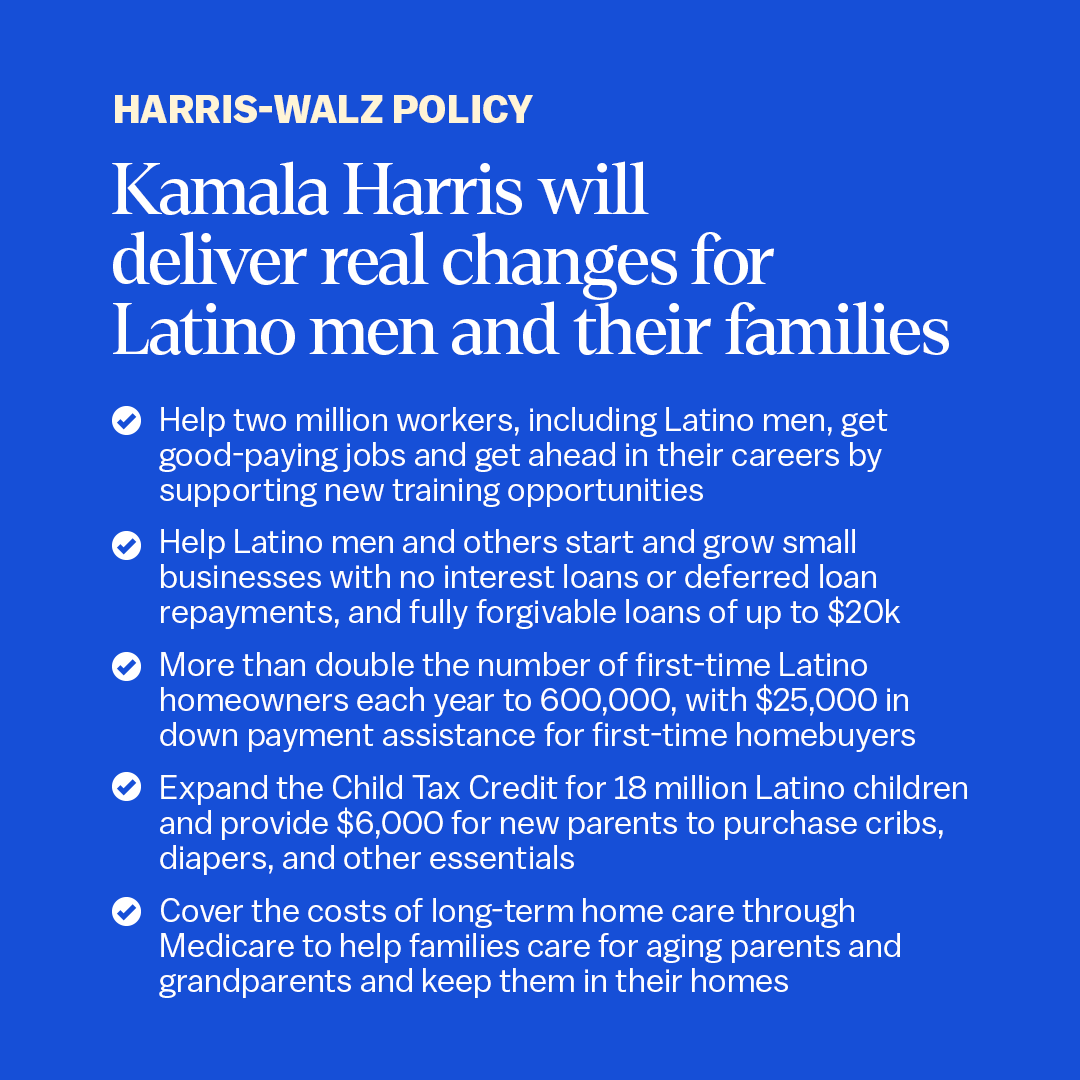 HARRIS-WALZ POLICY
Kamala Harris will
deliver real changes for
Latino men and their families
Help two million workers, including Latino men, get
good-paying jobs and get ahead in their careers by
supporting new training opportunities
Help Latino men and others start and grow small
businesses with no interest loans or deferred loan
repayments, and fully forgivable loans of up to $20k
More than double the number of first-time Latino
homeowners each year to 600,000, with $25,000 in
down payment assistance for first-time homebuyers
Expand the Child Tax Credit for 18 million Latino children
and provide $6,000 for new parents to purchase cribs,
diapers, and other essentials
Cover the costs of long-term home care through
Medicare to help families care for aging parents and
grandparents and keep them in their homes